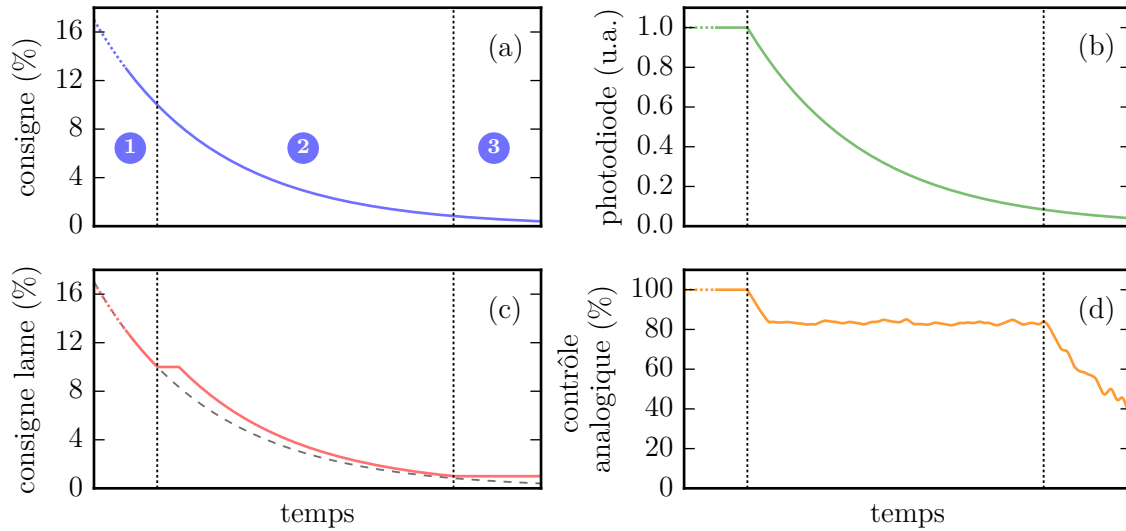 consigne (%)
16
12
8
4
0
(a)
1
2
3
photodiode (u.a.)
1.0
0.8
0.6
0.4
0.2
0.0
(b)
consigne lame (%)
16
12
8
4
0
(c)
temps
contrôle
analogique (%)
100
80
60
40
20
0
(d)
temps